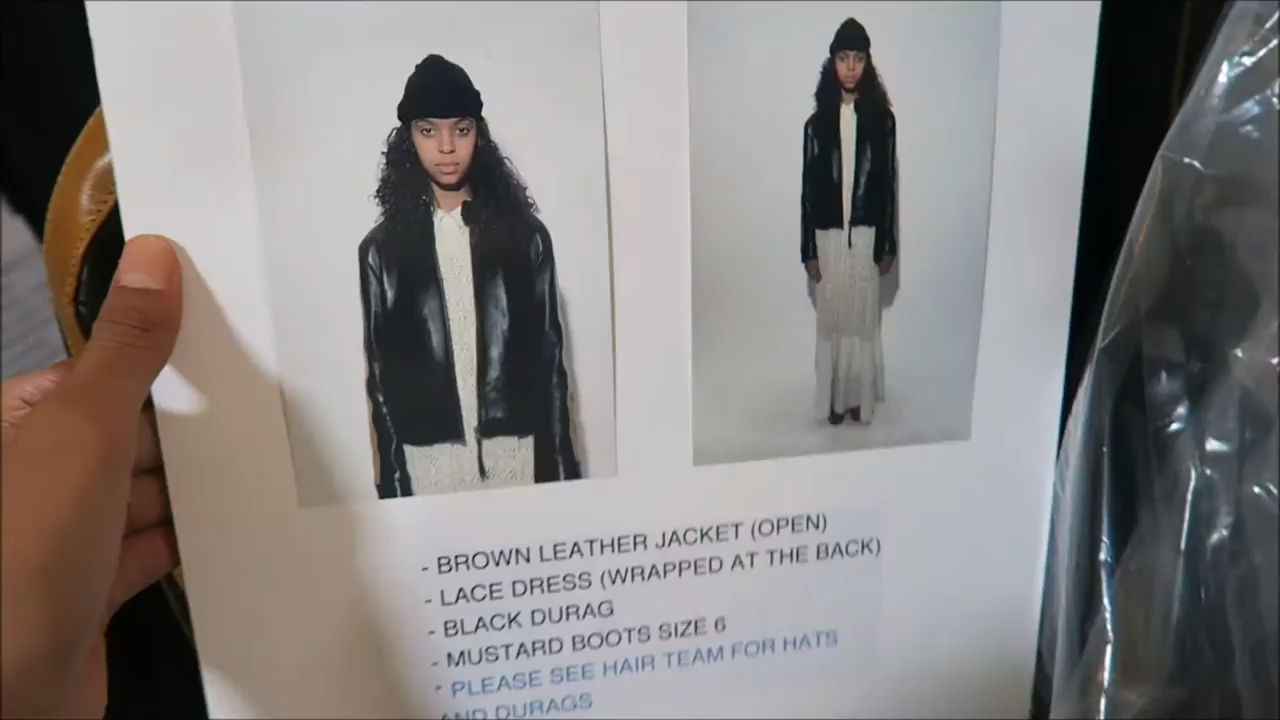 - BROWN LEATHER JACKET (OPEN)
- LACE DRESS (WRAPPED AT THE BACK)
- BLACK DURAG
- MUSTARD BOOTS SIZE 6
- PLEASE SEE HAIR TEAM FOR HATS
AND DURAGS